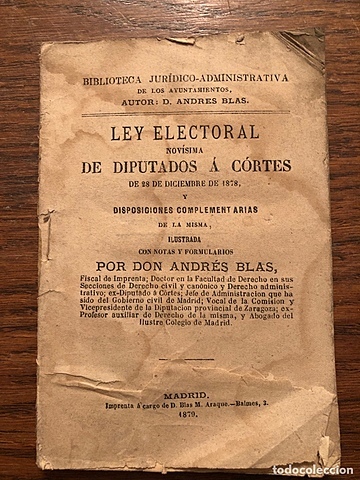 BIBLIOTECA JURÍDICO-ADMINISTRATIVA
DE LOS AYUNTAMIENTOS,
AUTOR: D. ANDRES BLAS.
LEY ELECTORAL
NOVÍSIMA
DE DIPUTADOS Á CÓRTES
DE 28 DE DICIEMBRE DE 1878,
Y
DISPOSICIONES COMPLEMENTARIAS
DE LA MISMA,
ILUSTRADA
CON NOTAS Y FORMULARIOS
POR DON ANDRÉS BLAS,
Fiscal de Imprenta; Doctor en la Facultad de Derecho en sus
Secciones de Derecho civil y canónico y Derecho adminis-
trativo; ex-Diputado á Córtes; Jefe de Administracion que ha
sido del Gobierno civil de Madrid; Vocal de la Comision y
Vicepresidente de la Diputacion provincial de Zaragoza; ex-
Profesor auxiliar de Derecho de la misma, y Abogado del
Ilustre Colegio de Madrid.
MADRID.
Imprenta á cargo de D. Blas M. Araque.—Balmes, 3.
1879.
todocoleccion